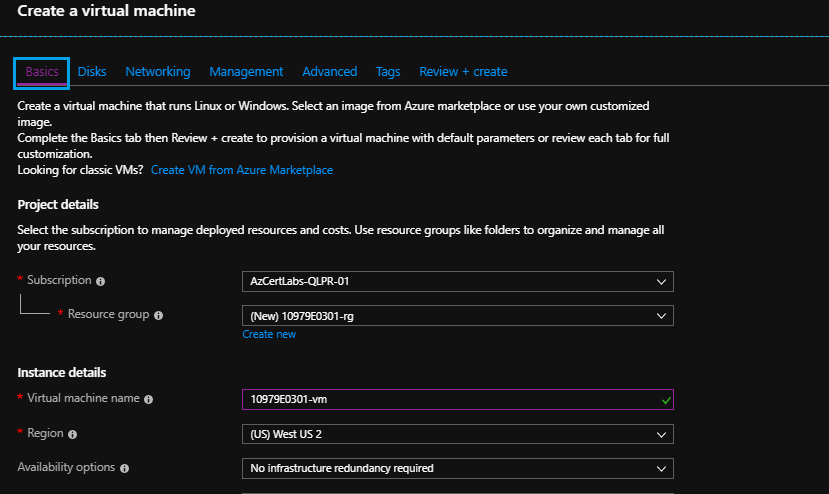 Create a virtual machine
Basics Disks Networking Management Advanced Tags Review + create
Create a virtual machine that runs Linux or Windows. Select an image from Azure marketplace or use your own customized
image.
Complete the Basics tab then Review + create to provision a virtual machine with default parameters or review each tab for full
customization.
Looking for classic VMs? Create VM from Azure Marketplace
Project details
Select the subscription to manage deployed resources and costs. Use resource groups like folders to organize and manage all
your resources.
* Subscription AzCertLabs-QLPR-01
* Resource group (New) 10979E0301-rg
Create new
Instance details
* Virtual machine name 10979E0301-vm
* Region (US) West US 2
Availability options No infrastructure redundancy required